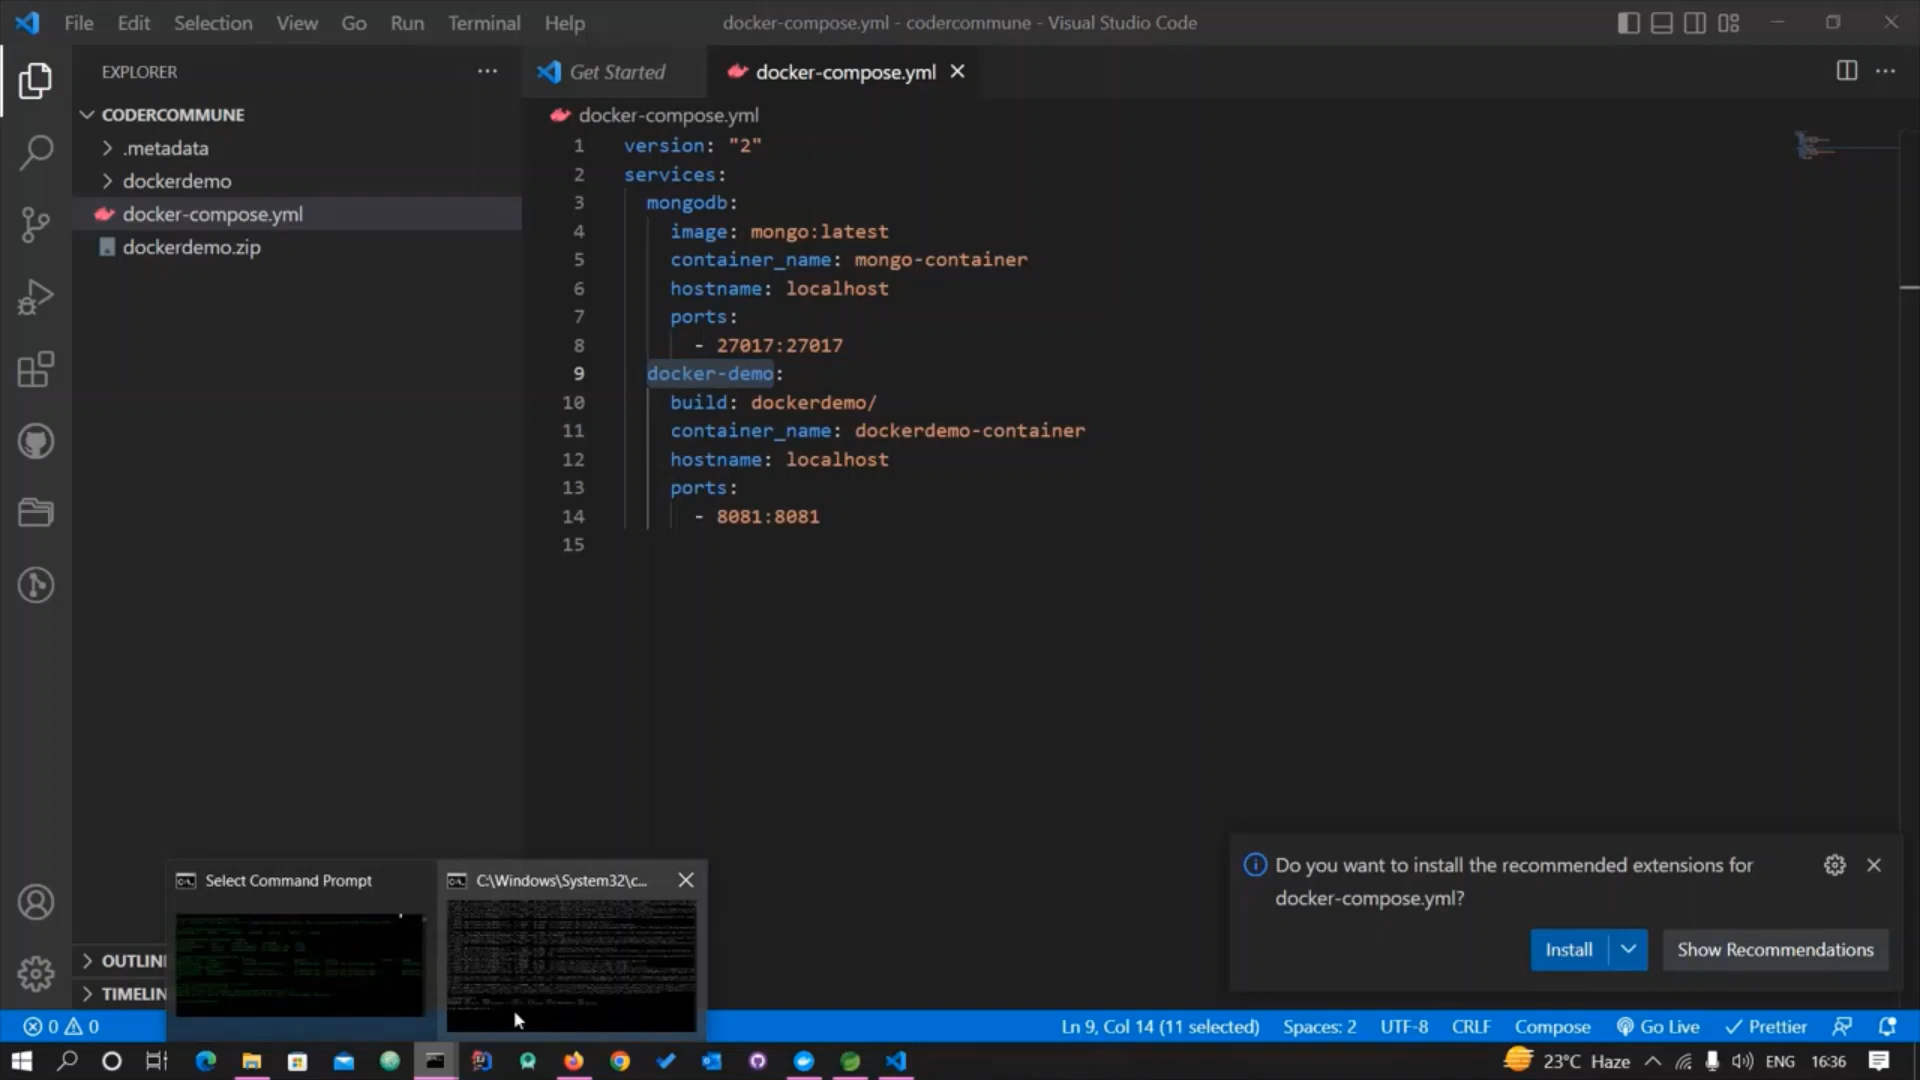 File Edit Selection View Go Run Terminal Help
docker-compose.yml - codercommune - Visual Studio Code
EXPLORER
CODERCOMMUNE
.metadata
dockerdemo
docker-compose.yml
dockerdemo.zip
Get Started
docker-compose.yml
docker-compose.yml
1 version: "2"
2 services:
3 mongodb:
4 image: mongo:latest
5 container_name: mongo-container
6 hostname: localhost
7 ports:
8 - 27017:27017
9 docker-demo:
10 build: dockerdemo/
11 container_name: dockerdemo-container
12 hostname: localhost
13 ports:
14 - 8081:8081
15
Do you want to install the recommended extensions for
docker-compose.yml?
Install
Show Recommendations
Select Command Prompt
C:\Windows\System32\c...
OUTLIN
TIMELIN
0 0
Ln 9, Col 14 (11 selected) Spaces: 2 UTF-8 CRLF Compose Go Live Prettier
23°C Haze ENG 16:36